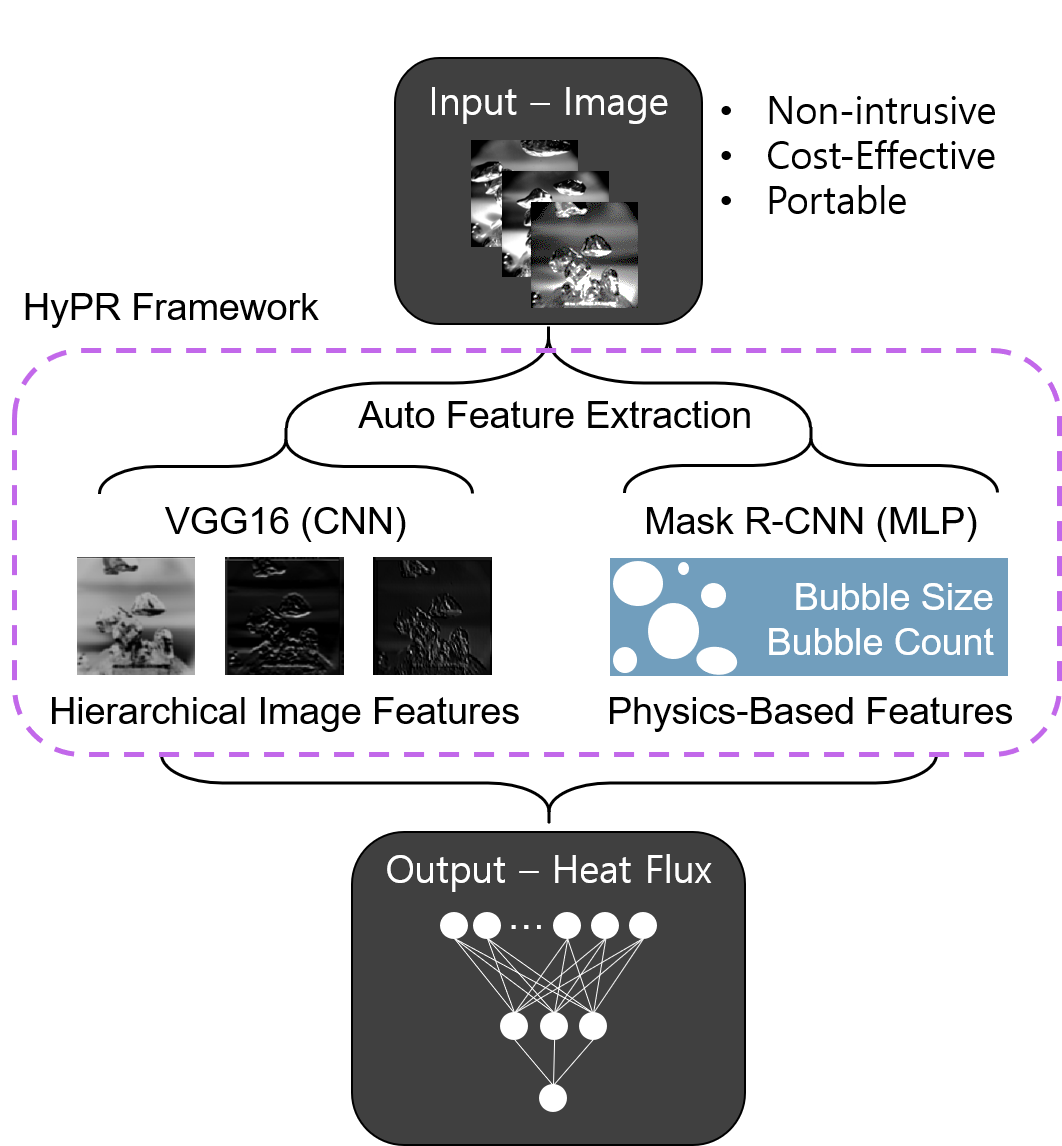 Input – Image
• Non-intrusive
• Cost-Effective
• Portable
HyPR Framework
Auto Feature Extraction
VGG16 (CNN)
Mask R-CNN (MLP)
Bubble Size
Bubble Count
Hierarchical Image Features
Physics-Based Features
Output – Heat Flux
...